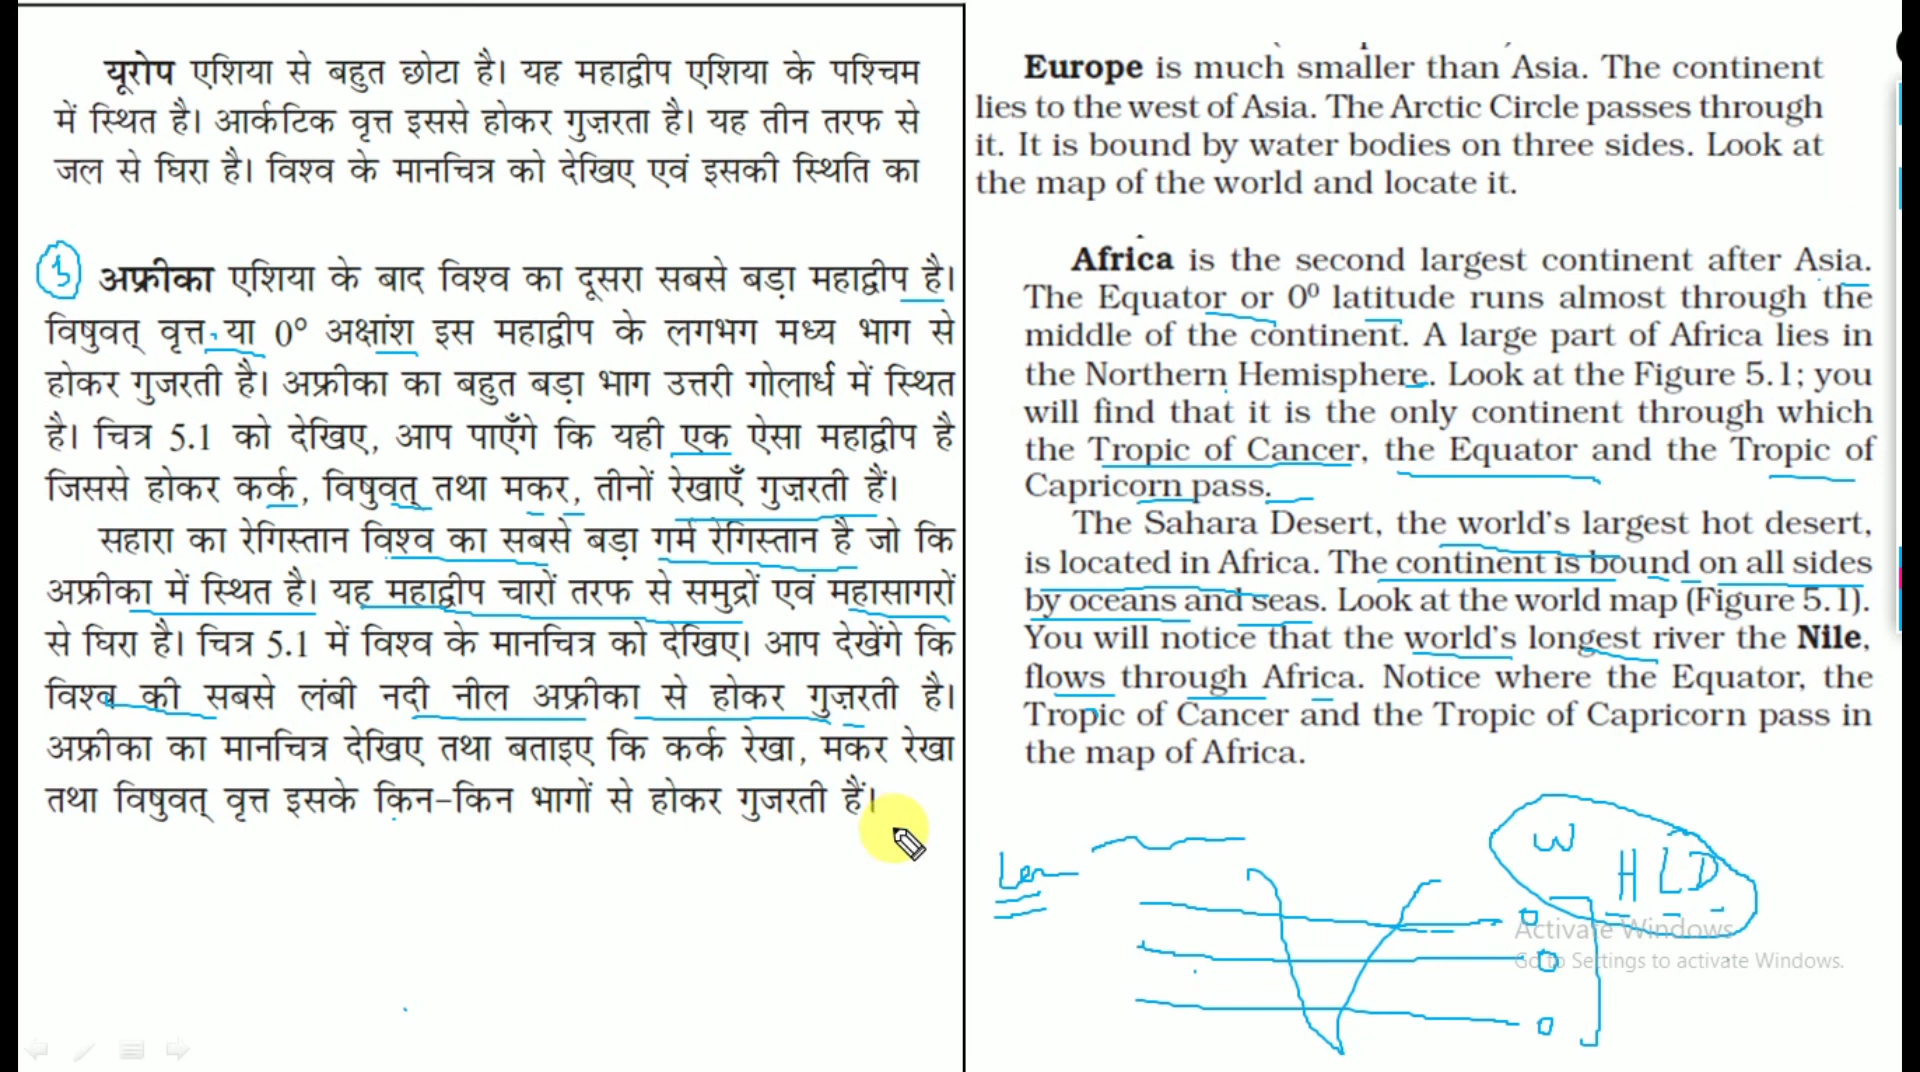 यूरोप एशिया से बहुत छोटा है। यह महाद्वीप एशिया के पश्चिम
में स्थित है। आर्कटिक वृत्त इससे होकर गुज़रता है। यह तीन तरफ से
जल से घिरा है। विश्व के मानचित्र को देखिए एवं इसकी स्थिति का
अफ्रीका एशिया के बाद विश्व का दूसरा सबसे बड़ा महाद्वीप है।
विषुवत् वृत्त या 0° अक्षांश इस महाद्वीप के लगभग मध्य भाग से
होकर गुजरती है। अफ्रीका का बहुत बड़ा भाग उत्तरी गोलार्ध में स्थित
है। चित्र 5.1 को देखिए, आप पाएँगे कि यही एक ऐसा महाद्वीप है
जिससे होकर कर्क, विषुवत् तथा मकर, तीनों रेखाएँ गुज़रती हैं।
सहारा का रेगिस्तान विश्व का सबसे बड़ा गर्म रेगिस्तान है जो कि
अफ्रीका में स्थित है। यह महाद्वीप चारों तरफ से समुद्रों एवं महासागरों
से घिरा है। चित्र 5.1 में विश्व के मानचित्र को देखिए। आप देखेंगे कि
विश्व की सबसे लंबी नदी नील अफ्रीका से होकर गुज़रती है।
अफ्रीका का मानचित्र देखिए तथा बताइए कि कर्क रेखा, मकर रेखा
तथा विषुवत् वृत्त इसके किन-किन भागों से होकर गुजरती हैं।
Europe is much smaller than Asia. The continent
lies to the west of Asia. The Arctic Circle passes through
it. It is bound by water bodies on three sides. Look at
the map of the world and locate it.
Africa is the second largest continent after Asia.
The Equator or 0⁰ latitude runs almost through the
middle of the continent. A large part of Africa lies in
the Northern Hemisphere. Look at the Figure 5.1; you
will find that it is the only continent through which
the Tropic of Cancer, the Equator and the Tropic of
Capricorn pass.
The Sahara Desert, the world's largest hot desert,
is located in Africa. The continent is bound on all sides
by oceans and seas. Look at the world map (Figure 5.1).
You will notice that the world's longest river the Nile,
flows through Africa. Notice where the Equator, the
Tropic of Cancer and the Tropic of Capricorn pass in
the map of Africa.
W
H L D
Activate Windows
Go to Settings to activate Windows.